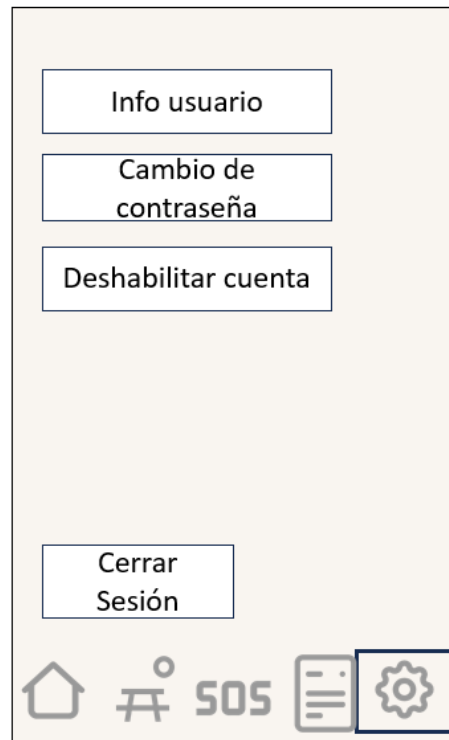 Info usuario
Cambio de
contraseña
Deshabilitar cuenta
Cerrar
Sesión
SOS